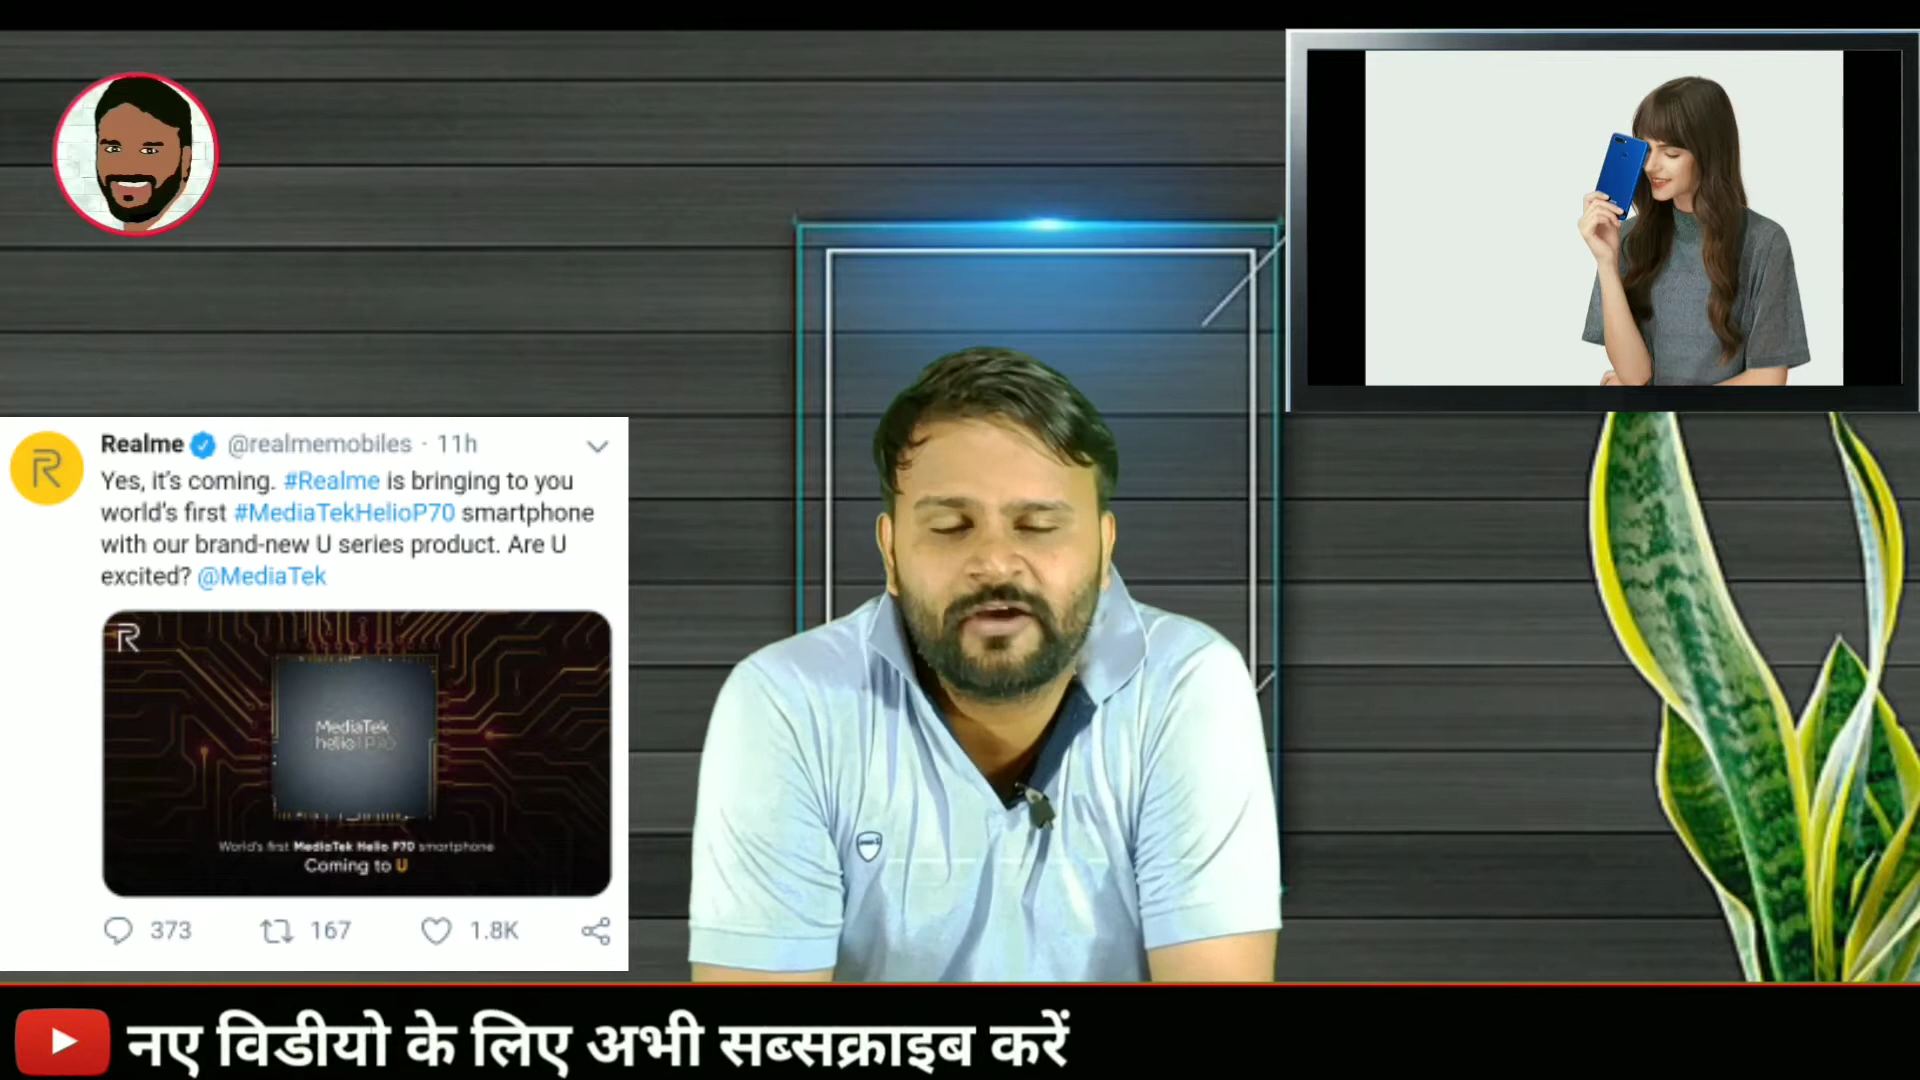 Realme @realmemobiles · 11h
Yes, it's coming. #Realme is bringing to you
world's first #MediaTekHelioP70 smartphone
with our brand-new U series product. Are U
excited? @MediaTek
R
MediaTek
helio P70
World's first MediaTek Helio P70 smartphone
Coming to U
373 167 1.8K
नए विडीयो के लिए अभी सब्सक्राइब करें